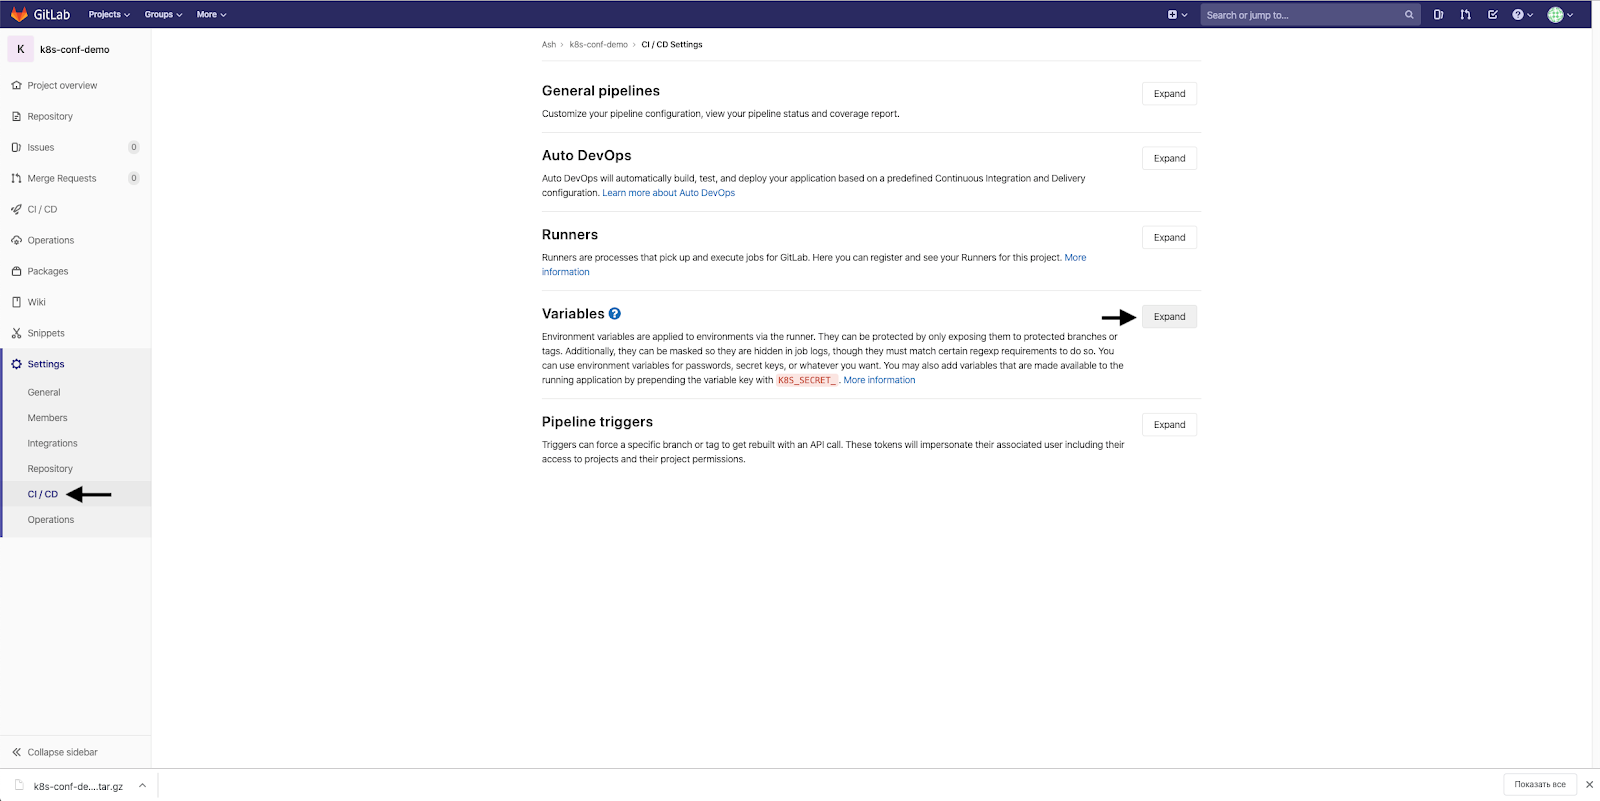 GitLab Projects Groups More Search or jump to...
K k8s-conf-demo
Project overview
Repository
Issues 0
Merge Requests 0
CI / CD
Operations
Packages
Wiki
Snippets
Settings
General
Members
Integrations
Repository
CI / CD
Operations
Collapse sidebar
Ash › k8s-conf-demo › CI / CD Settings
General pipelines
Expand
Customize your pipeline configuration, view your pipeline status and coverage report.
Auto DevOps
Expand
Auto DevOps will automatically build, test, and deploy your application based on a predefined Continuous Integration and Delivery
configuration. Learn more about Auto DevOps
Runners
Expand
Runners are processes that pick up and execute jobs for GitLab. Here you can register and see your Runners for this project. More
information
Variables ?
Expand
Environment variables are applied to environments via the runner. They can be protected by only exposing them to protected branches or
tags. Additionally, they can be masked so they are hidden in job logs, though they must match certain regexp requirements to do so. You
can use environment variables for passwords, secret keys, or whatever you want. You may also add variables that are made available to the
running application by prepending the variable key with K8S_SECRET_. More information
Pipeline triggers
Expand
Triggers can force a specific branch or tag to get rebuilt with an API call. These tokens will impersonate their associated user including their
access to projects and their project permissions.
k8s-conf-de....tar.gz
Показать все